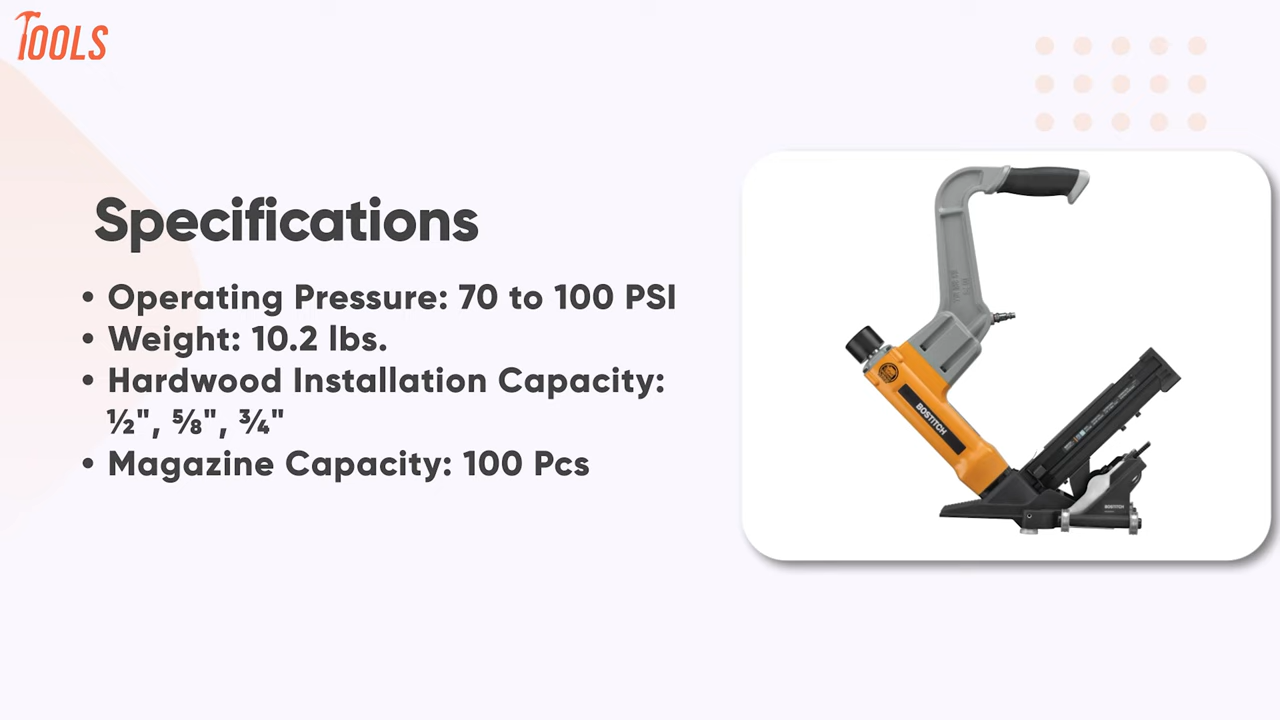 TOOLS
Specifications
• Operating Pressure: 70 to 100 PSI
• Weight: 10.2 lbs.
• Hardwood Installation Capacity:
½", ⅝", ¾"
• Magazine Capacity: 100 Pcs
BOSTITCH
BOSTITCH